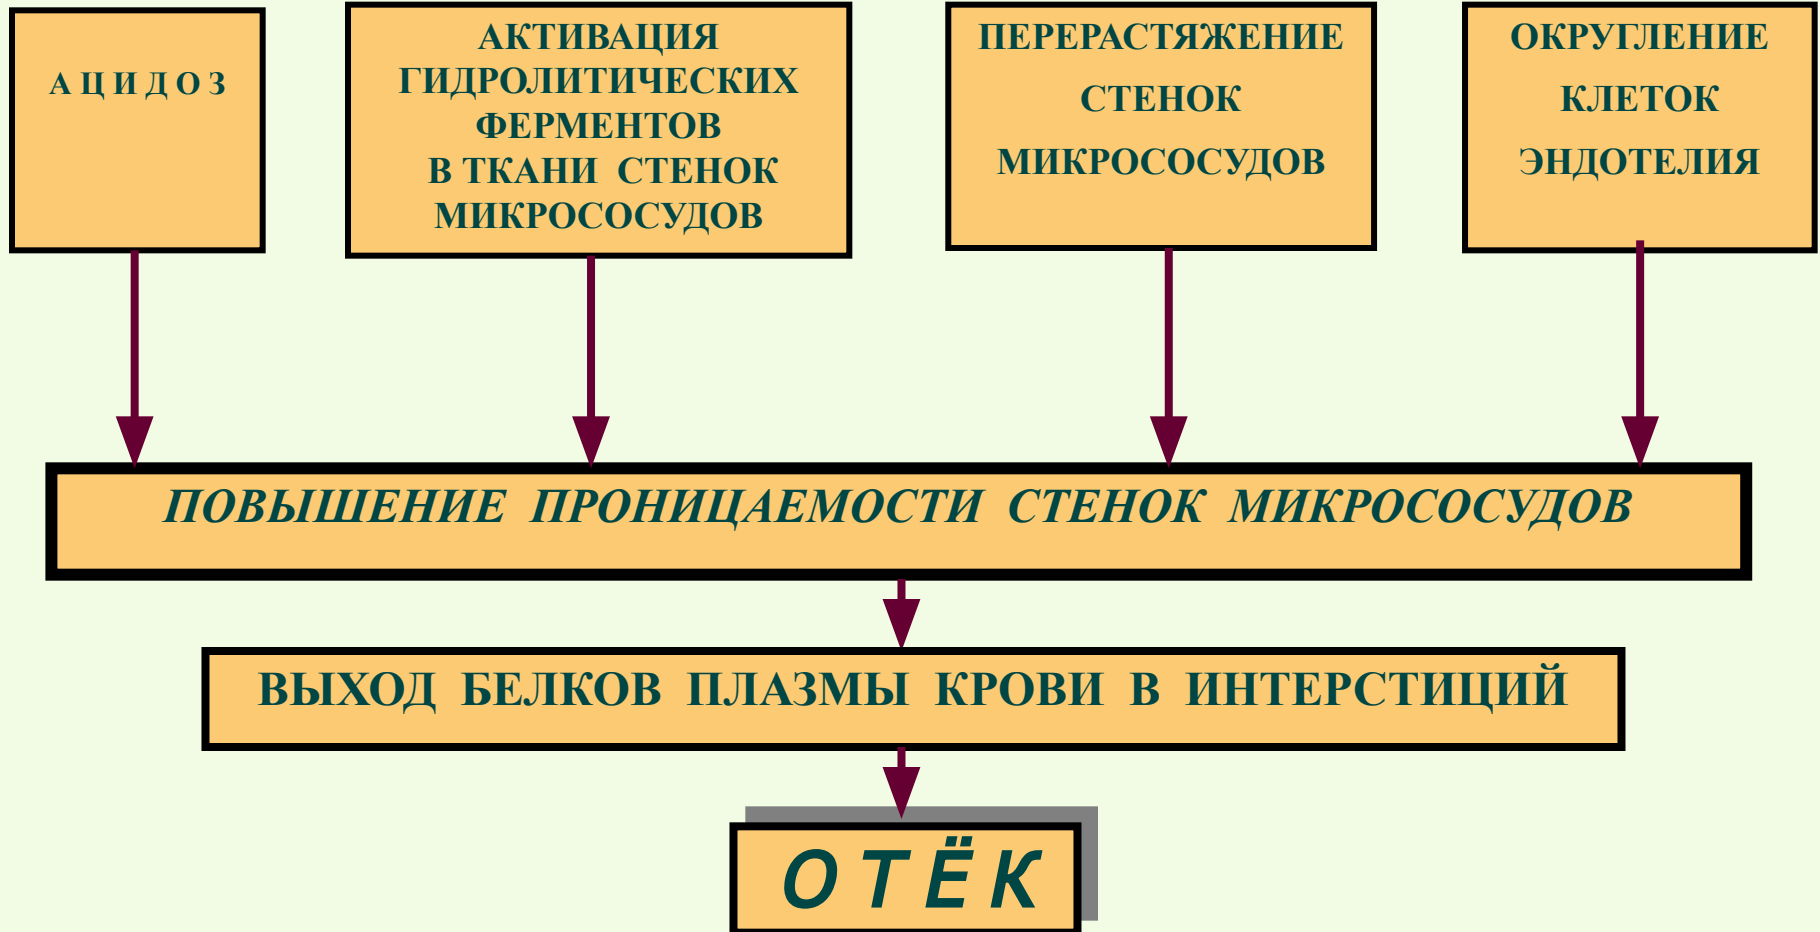 А Ц И Д О З
АКТИВАЦИЯ
ГИДРОЛИТИЧЕСКИХ
ФЕРМЕНТОВ
В ТКАНИ СТЕНОК
МИКРОСОСУДОВ
ПЕРЕРАСТЯЖЕНИЕ
СТЕНОК
МИКРОСОСУДОВ
ОКРУГЛЕНИЕ
КЛЕТОК
ЭНДОТЕЛИЯ
ПОВЫШЕНИЕ ПРОНИЦАЕМОСТИ СТЕНОК МИКРОСОСУДОВ
ВЫХОД БЕЛКОВ ПЛАЗМЫ КРОВИ В ИНТЕРСТИЦИЙ
О Т Ё К